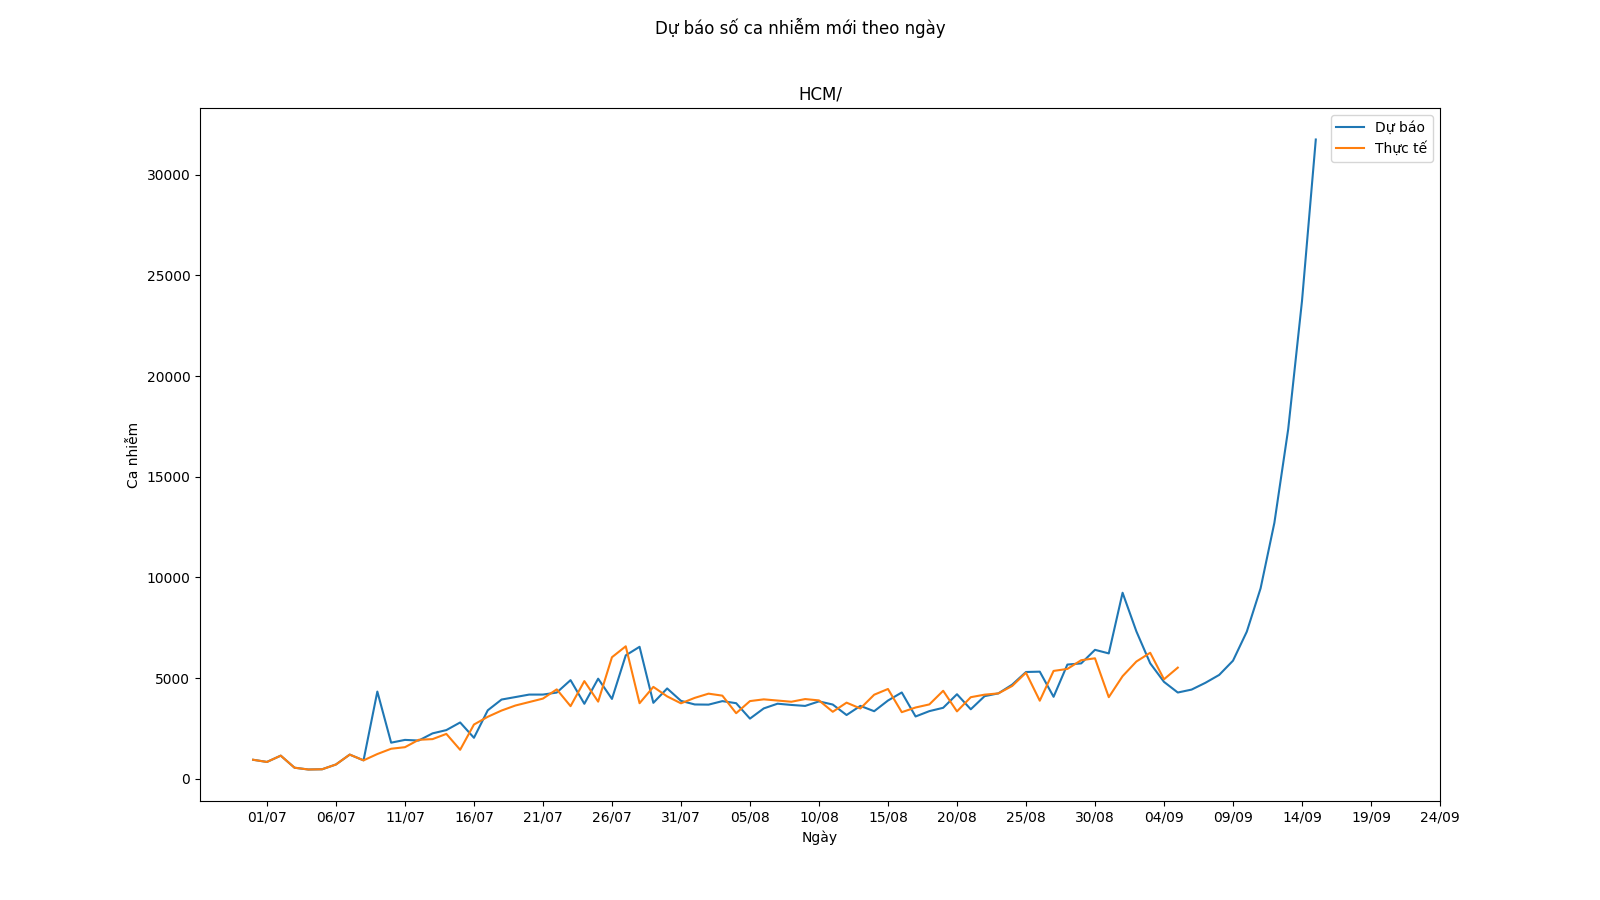 Dự báo số ca nhiễm mới theo ngày
HCM/
Dự báo
Thực tế
30000
25000
20000
15000
10000
5000
0
Ca nhiễm
01/07 06/07 11/07 16/07 21/07 26/07 31/07 05/08 10/08 15/08 20/08 25/08 30/08 04/09 09/09 14/09 19/09 24/09
Ngày